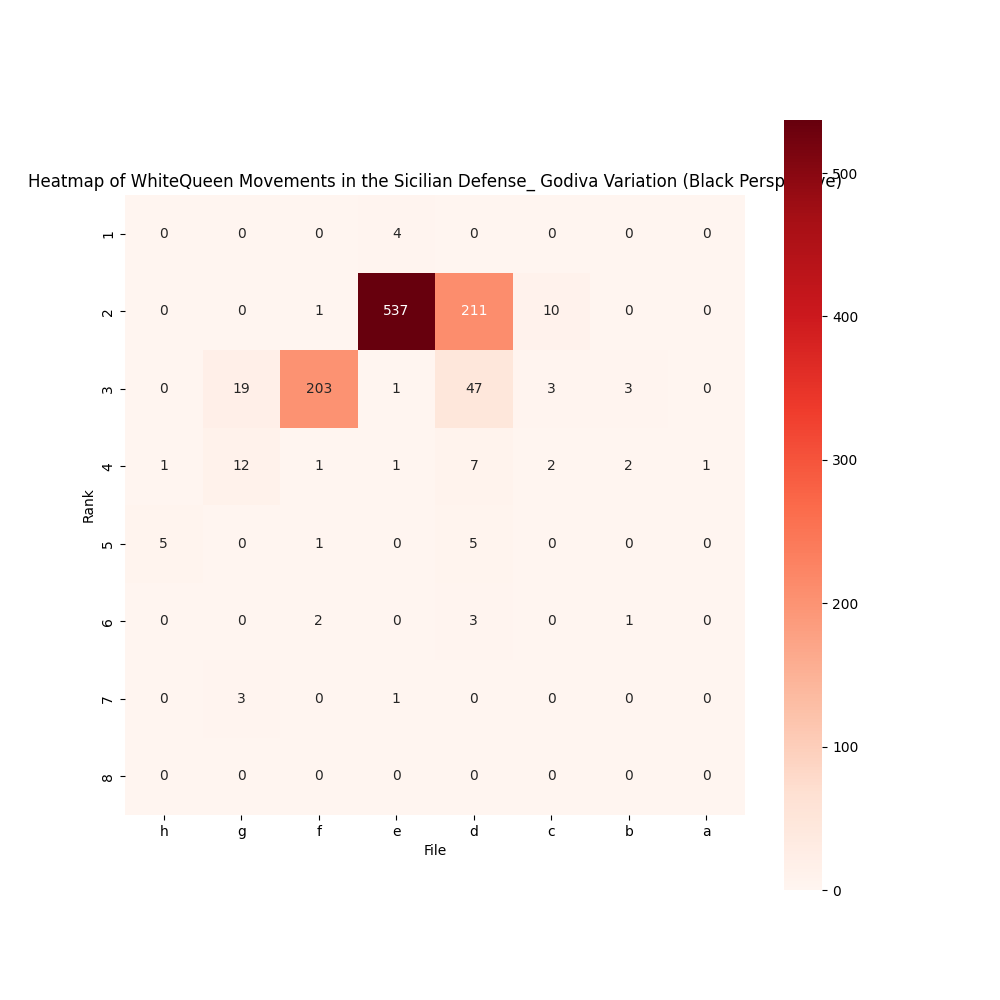 Heatmap of WhiteQueen Movements in the Sicilian Defense_ Godiva Variation (Black Perspective)
500
400
300
200
100
0
Rank
1 0 0 0 4 0 0 0 0
2 0 0 1 537 211 10 0 0
3 0 19 203 1 47 3 3 0
4 1 12 1 1 7 2 2 1
5 5 0 1 0 5 0 0 0
6 0 0 2 0 3 0 1 0
7 0 3 0 1 0 0 0 0
8 0 0 0 0 0 0 0 0
h g f e d c b a
File